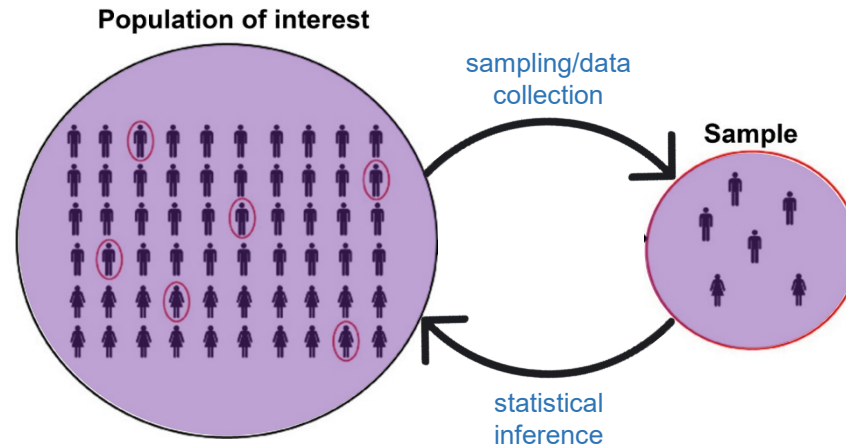 Population of interest
sampling/data
collection
Sample
statistical
inference